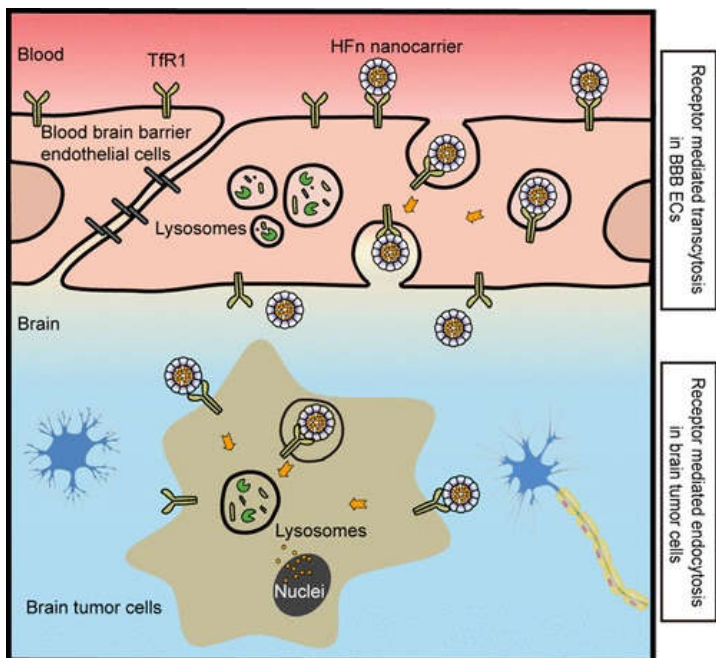 Blood
TfR1
HFn nanocarrier
Blood brain barrier
endothelial cells
Lysosomes
Brain
Lysosomes
Nuclei
Brain tumor cells
Receptor mediated transcytosis
in BBB ECs
Receptor mediated endocytosis
in brain tumor cells